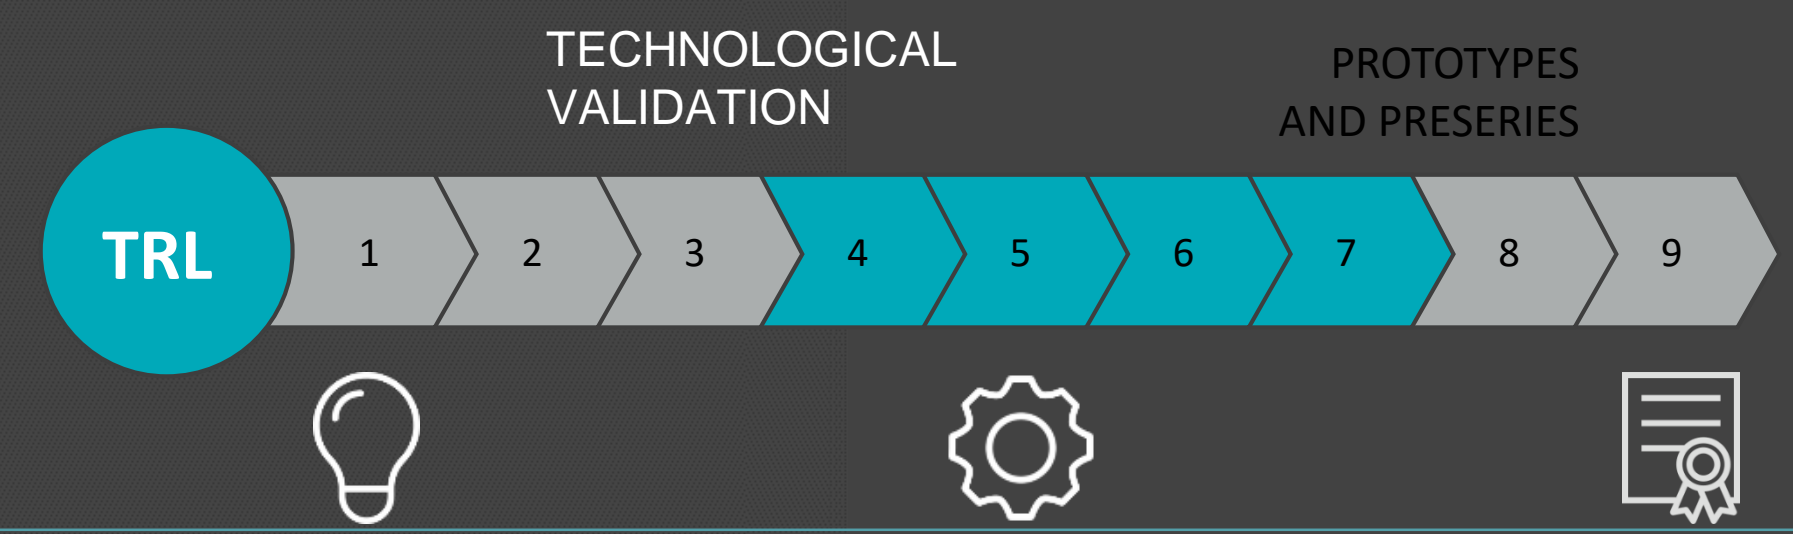 TECHNOLOGICAL
VALIDATION
PROTOTYPES
AND PRESERIES
TRL
1
2
3
4
5
6
7
8
9